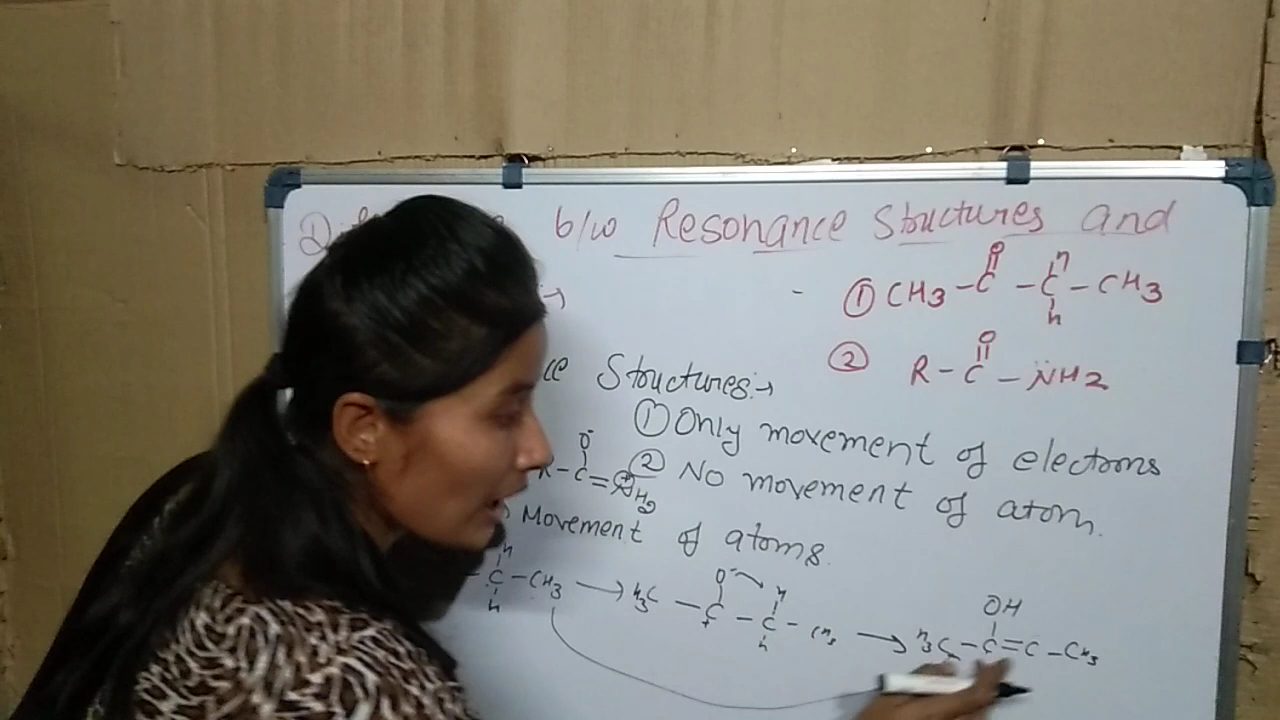 b/w Resonance Structures and
① CH3 - C - C - CH3
O
H
H
② R - C - NH2
O
Structures:→
① Only movement of electrons
② No movement of atom.
R - C = NH2
O-
Movement of atoms.
- C - CH3 → H3C - C - C - CH3 → H3C - C = C - CH3
H
H
O-
H
H
OH